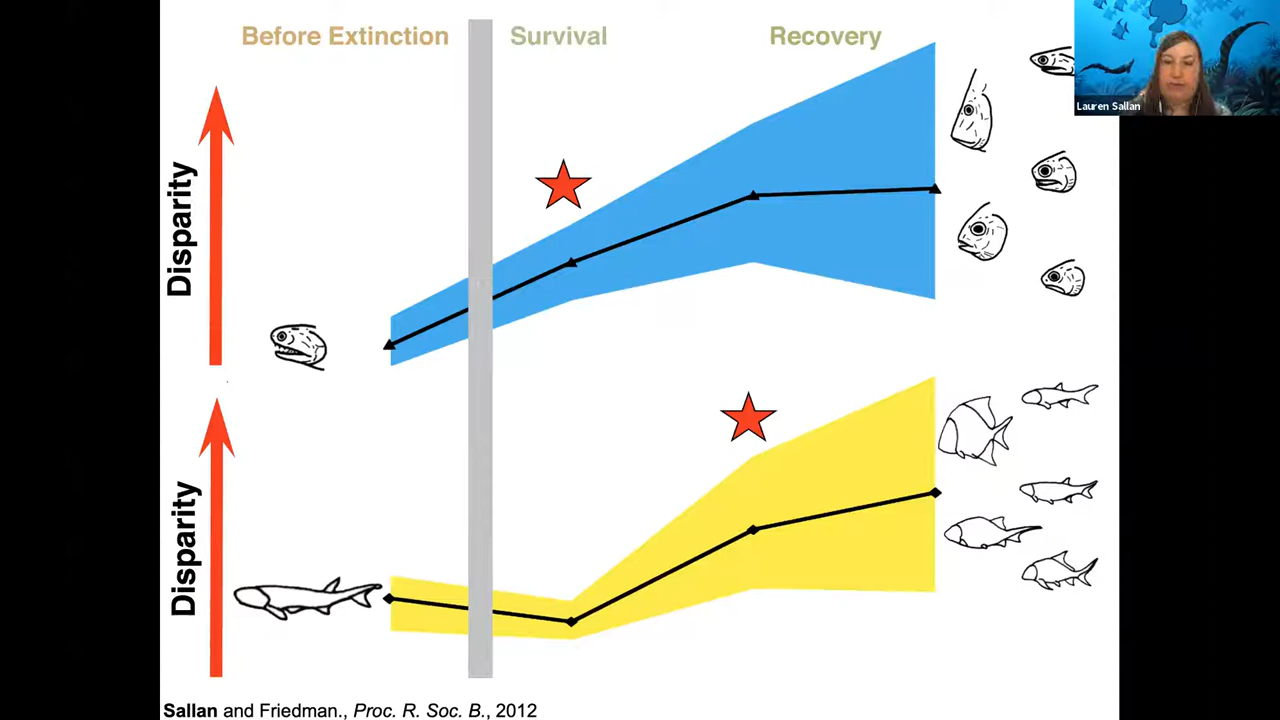 Before Extinction
Survival
Recovery
Lauren Sallan
Disparity
Disparity
Sallan and Friedman., Proc. R. Soc. B., 2012